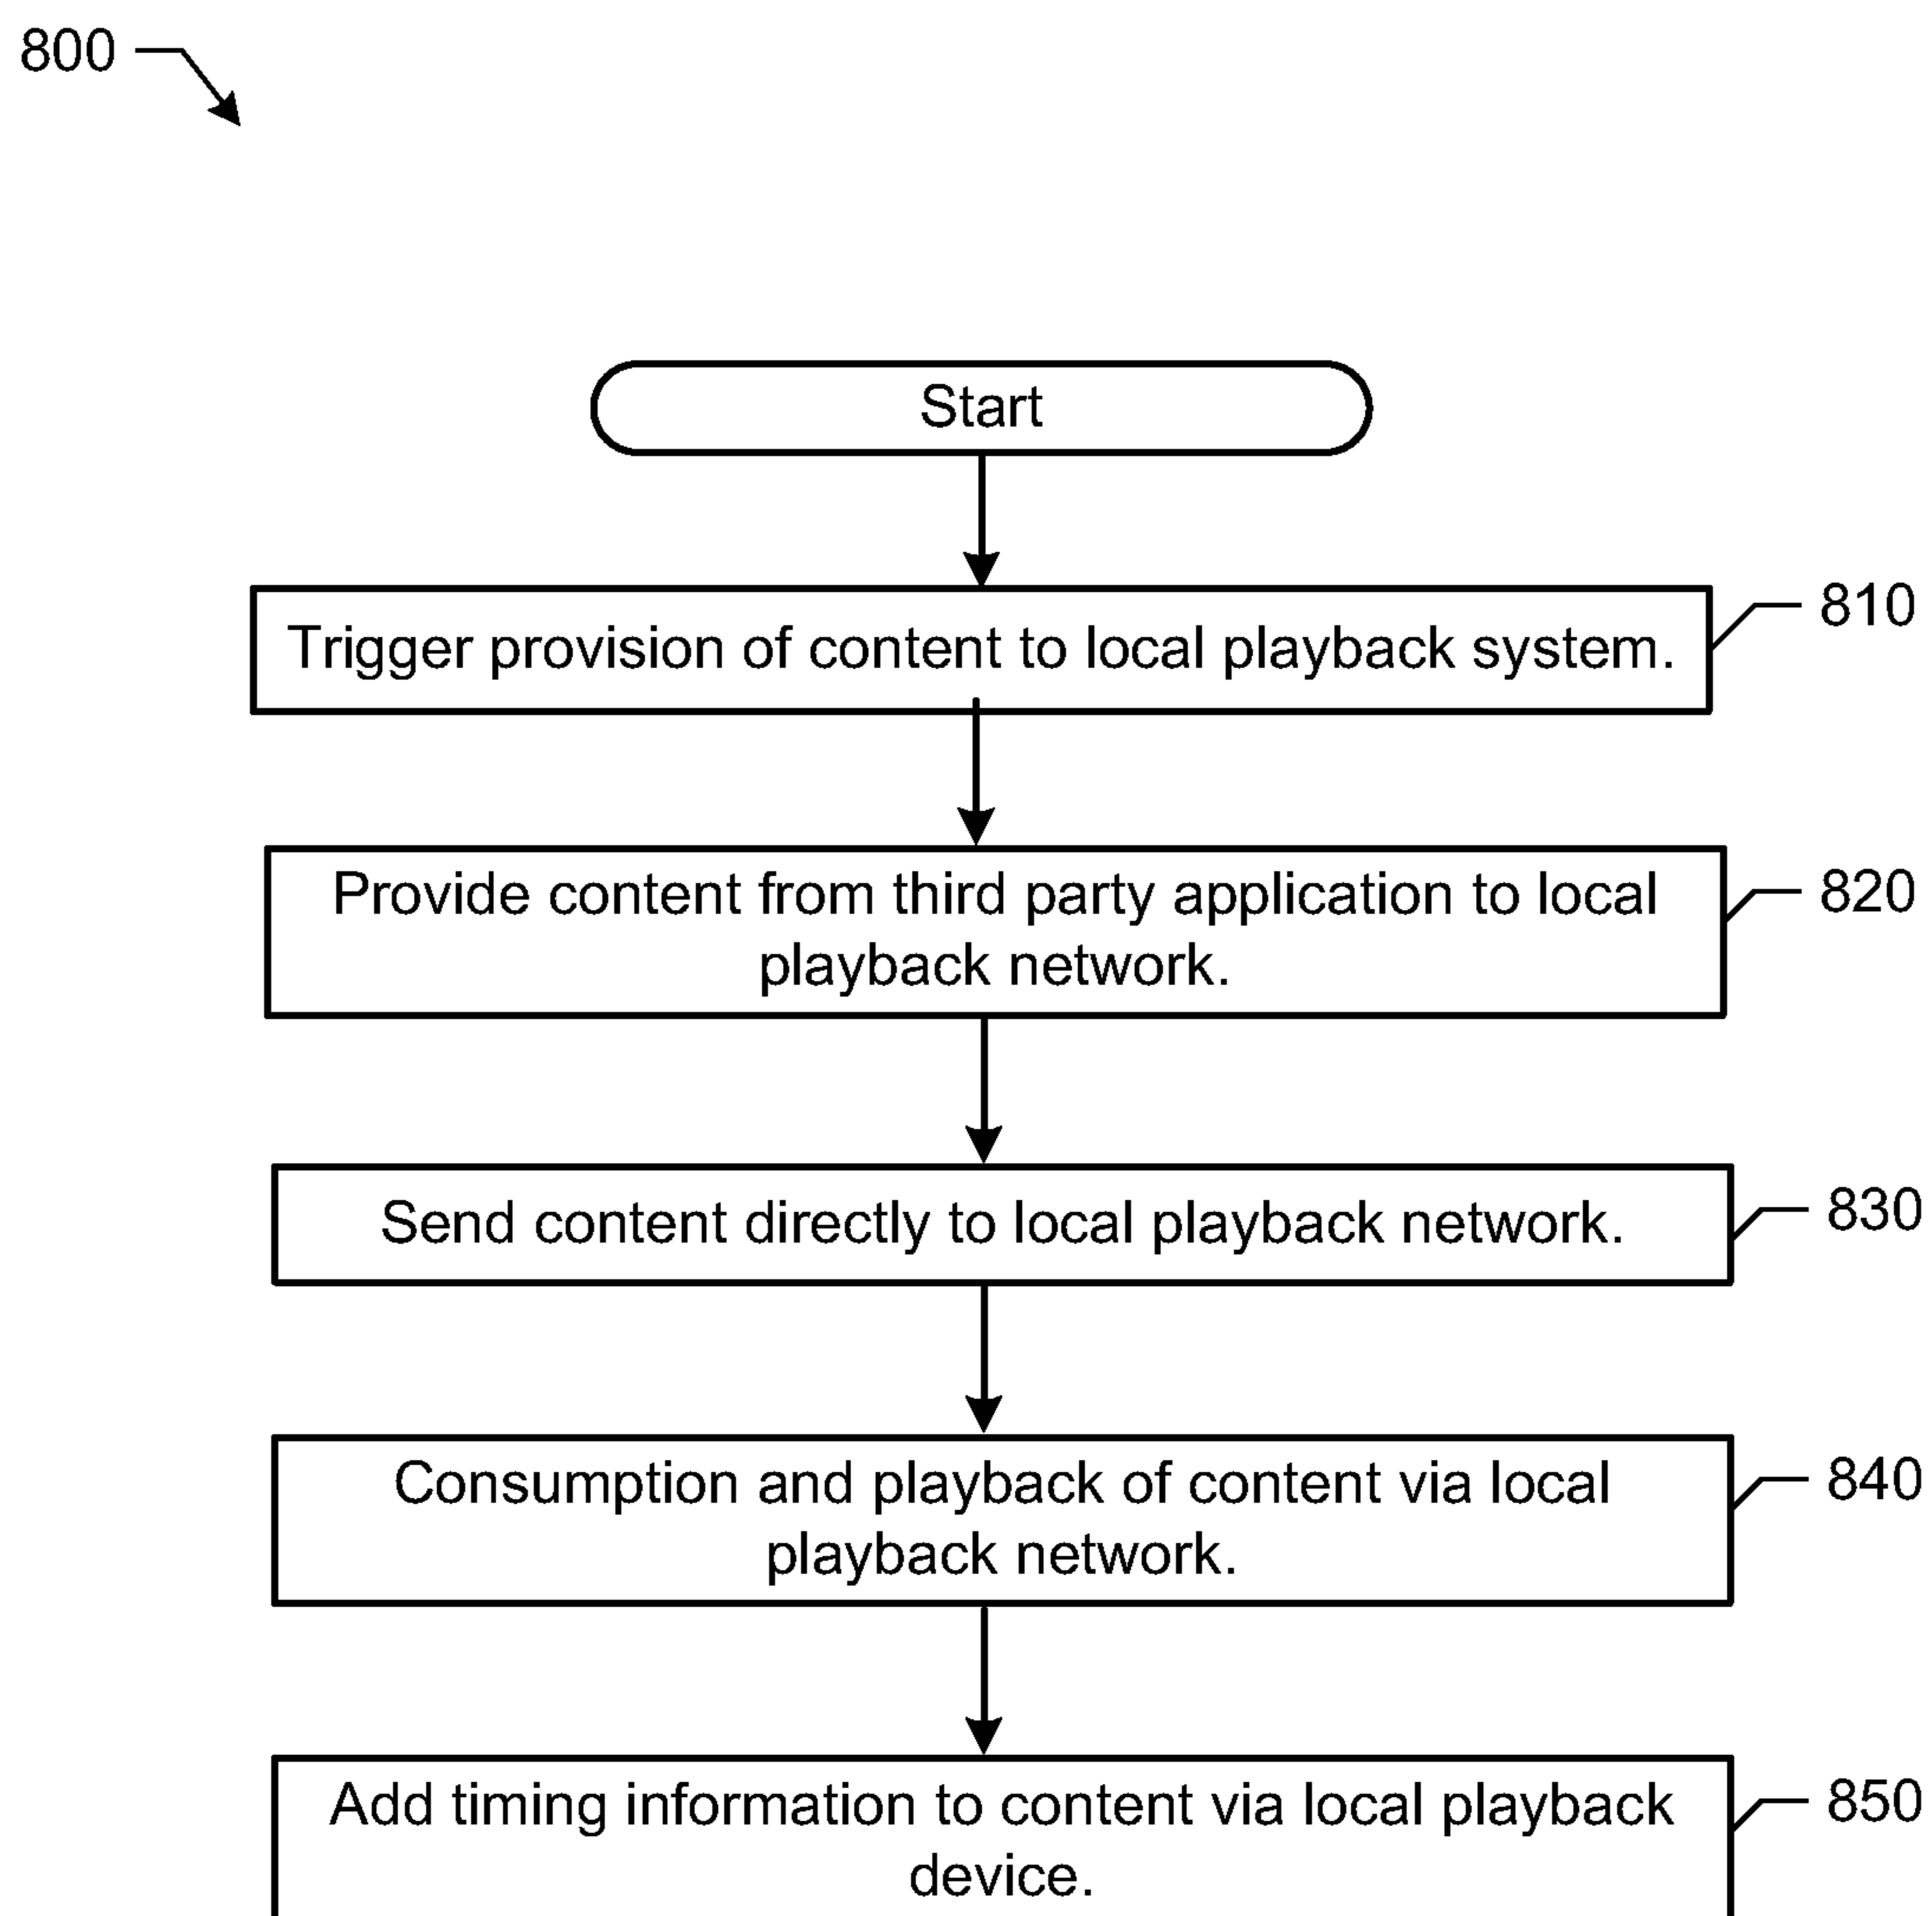 800
Start
Trigger provision of content to local playback system.
810
Provide content from third party application to local
playback network.
820
Send content directly to local playback network.
830
Consumption and playback of content via local
playback network.
840
Add timing information to content via local playback
device.
850